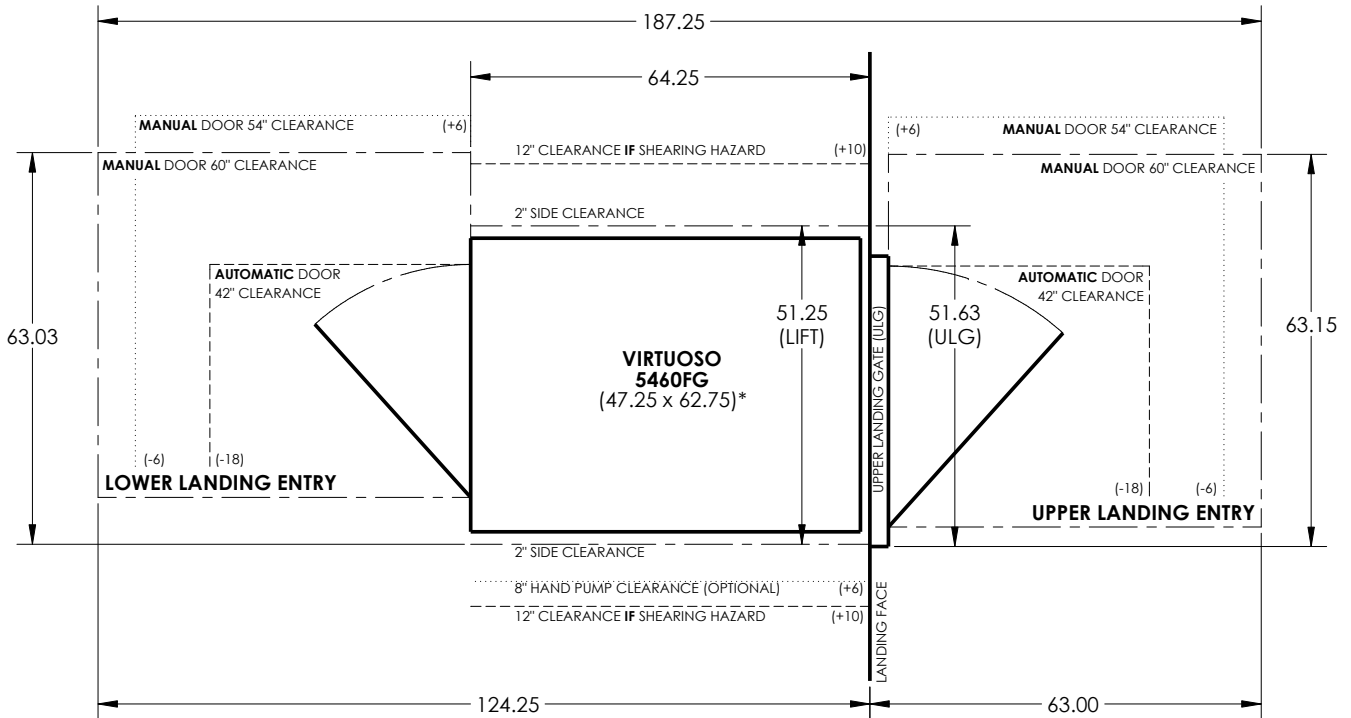 187.25
64.25
MANUAL DOOR 54" CLEARANCE (+6)
(+6) MANUAL DOOR 54" CLEARANCE
12" CLEARANCE IF SHEARING HAZARD (+10)
MANUAL DOOR 60" CLEARANCE
MANUAL DOOR 60" CLEARANCE
2" SIDE CLEARANCE
AUTOMATIC DOOR
42" CLEARANCE
AUTOMATIC DOOR
42" CLEARANCE
63.03
51.25
(LIFT)
51.63
(ULG)
63.15
VIRTUOSO
5460FG
(47.25 x 62.75)*
UPPER LANDING GATE (ULG)
(-6) (-18)
LOWER LANDING ENTRY
(-18) (-6)
UPPER LANDING ENTRY
2" SIDE CLEARANCE
8" HAND PUMP CLEARANCE (OPTIONAL) (+6)
12" CLEARANCE IF SHEARING HAZARD (+10)
LANDING FACE
124.25
63.00